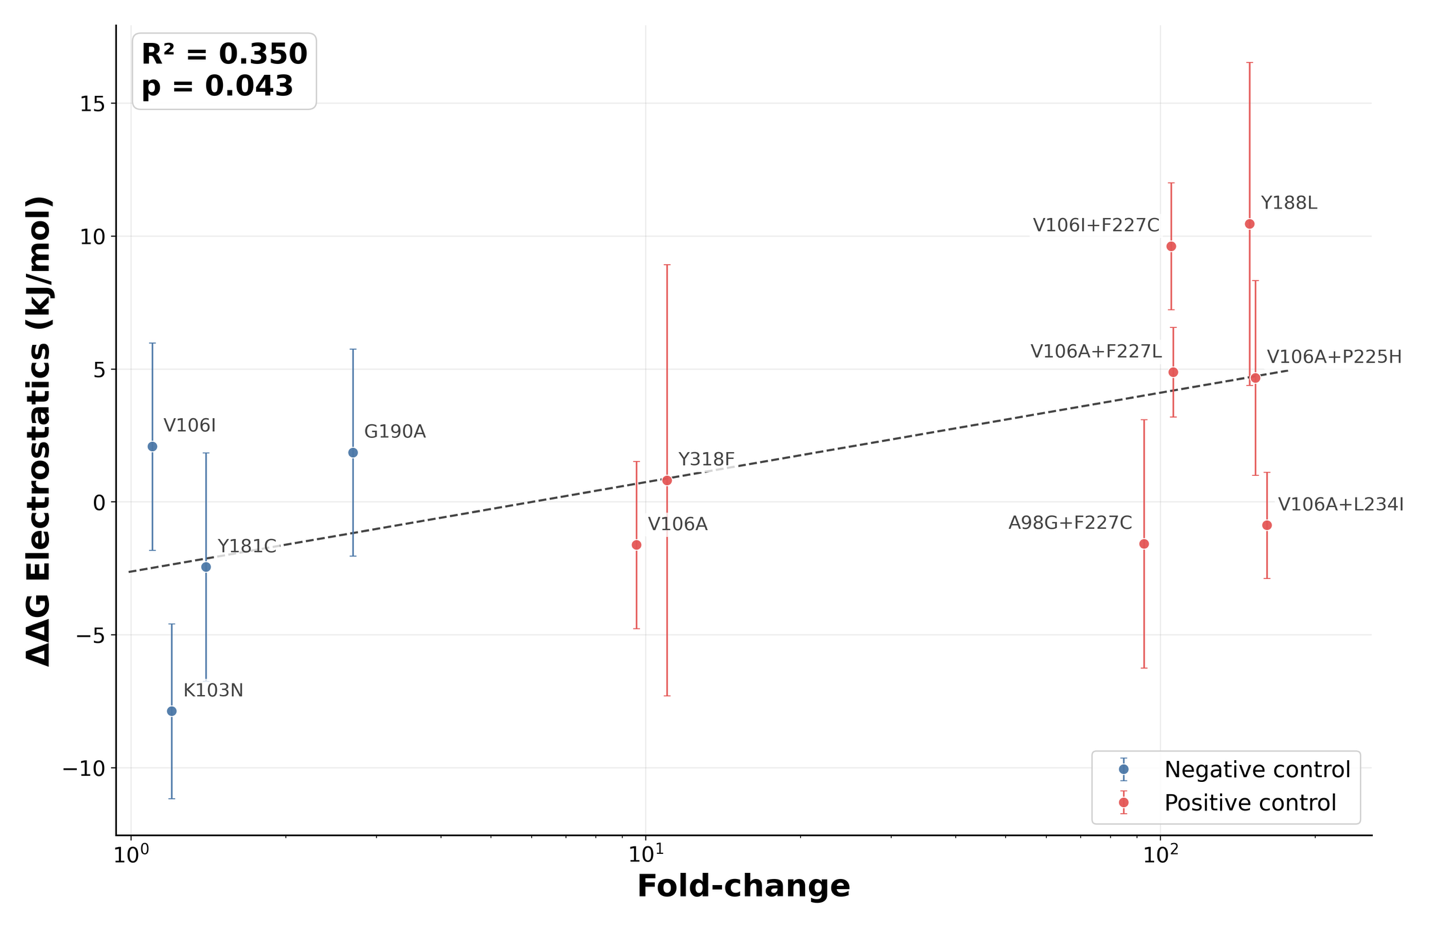 R² = 0.350
p = 0.043
ΔΔG Electrostatics (kJ/mol)
15
10
5
0
−5
−10
Y188L
V106I+F227C
V106A+F227L
V106A+P225H
V106I
G190A
Y318F
V106A
A98G+F227C
V106A+L234I
Y181C
K103N
Negative control
Positive control
10⁰
10¹
10²
Fold-change